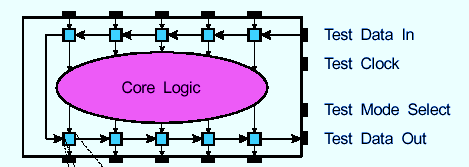 Test Data In
Test Clock
Core Logic
Test Mode Select
Test Data Out